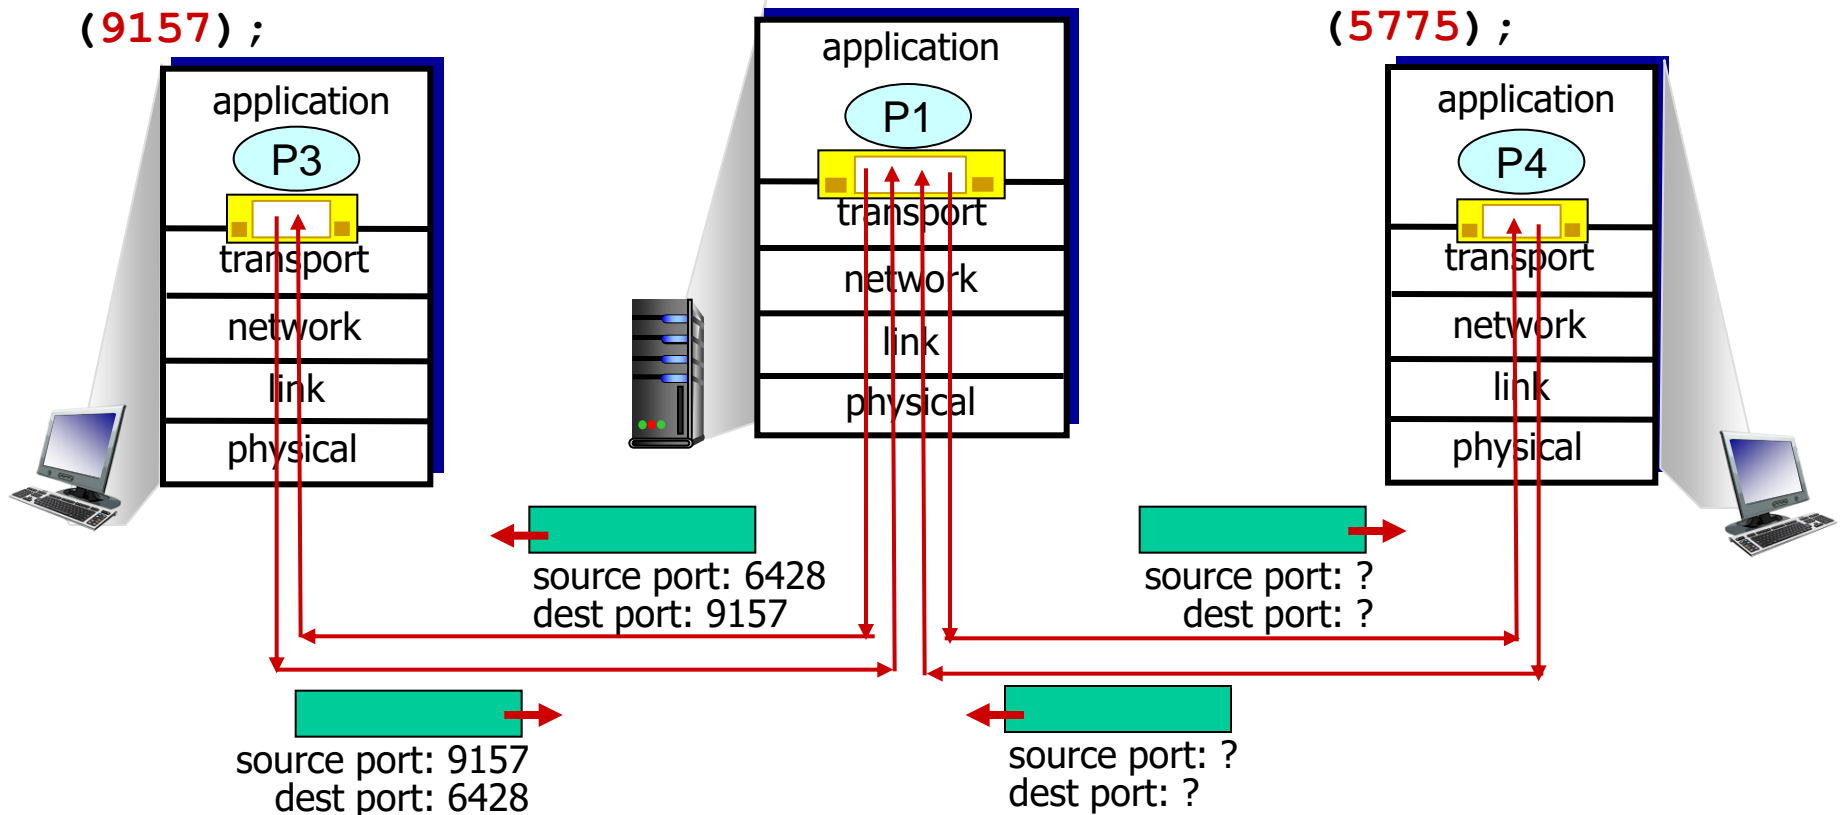 (9157);
application
P3
transport
network
link
physical
application
P1
transport
network
link
physical
(5775);
application
P4
transport
network
link
physical
source port: 6428
dest port: 9157
source port: ?
dest port: ?
source port: 9157
dest port: 6428
source port: ?
dest port: ?